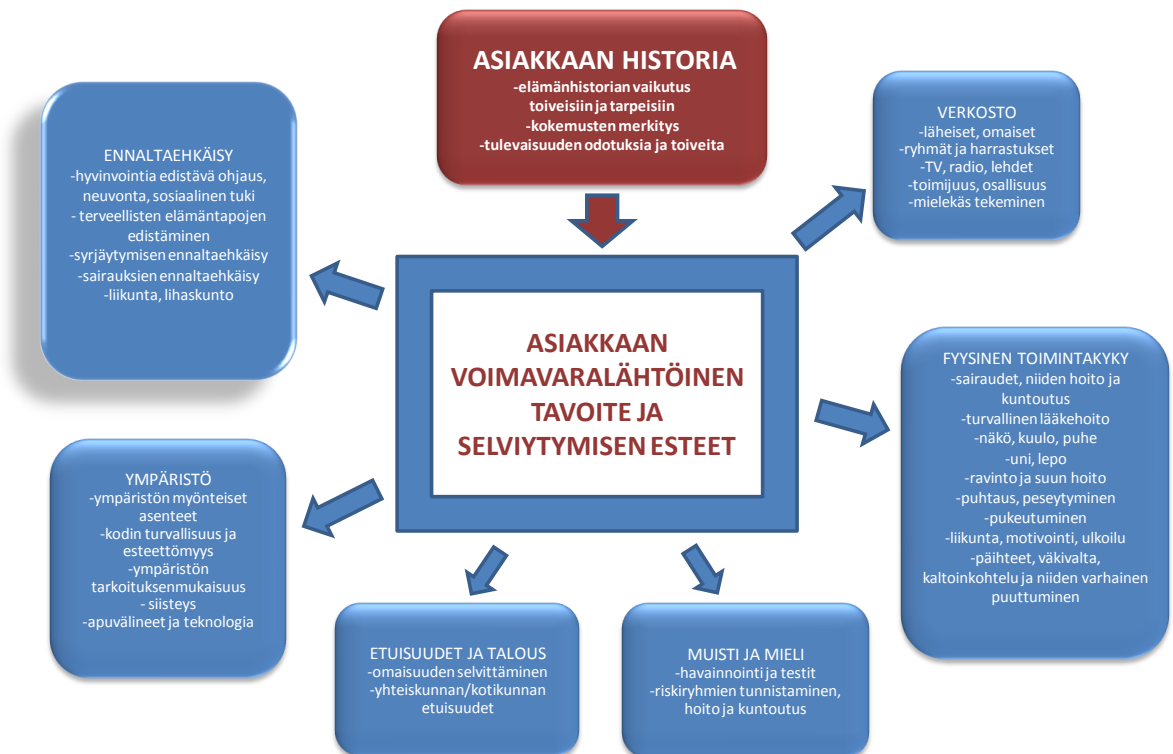 ASIAKKAAN HISTORIA
-elämänhistorian vaikutus
toiveisiin ja tarpeisiin
-kokemusten merkitys
-tulevaisuuden odotuksia ja toiveita
ENNALTAEHKÄISY
-hyvinvointia edistävä ohjaus,
neuvonta, sosiaalinen tuki
- terveellisten elämäntapojen
edistäminen
-syrjäytymisen ennaltaehkäisy
-sairauksien ennaltaehkäisy
-liikunta, lihaskunto
VERKOSTO
-läheiset, omaiset
-ryhmät ja harrastukset
-TV, radio, lehdet
-toimijuus, osallisuus
-mielekäs tekeminen
ASIAKKAAN
VOIMAVARALÄHTÖINEN
TAVOITE JA
SELVIYTYMISEN ESTEET
FYYSINEN TOIMINTAKYKY
-sairaudet, niiden hoito ja
kuntoutus
-turvallinen lääkehoito
-näkö, kuulo, puhe
-uni, lepo
-ravinto ja suun hoito
-puhtaus, peseytyminen
-pukeutuminen
-liikunta, motivointi, ulkoilu
-päihteet, väkivalta,
kaltoinkohtelu ja niiden varhainen
puuttuminen
YMPÄRISTÖ
-ympäristön myönteiset
asenteet
-kodin turvallisuus ja
esteettömyys
-ympäristön
tarkoituksenmukaisuus
- siisteys
-apuvälineet ja teknologia
ETUISUUDET JA TALOUS
-omaisuuden selvittäminen
-yhteiskunnan/kotikunnan
etuisuudet
MUISTI JA MIELI
-havainnointi ja testit
-riskiryhmien tunnistaminen,
hoito ja kuntoutus